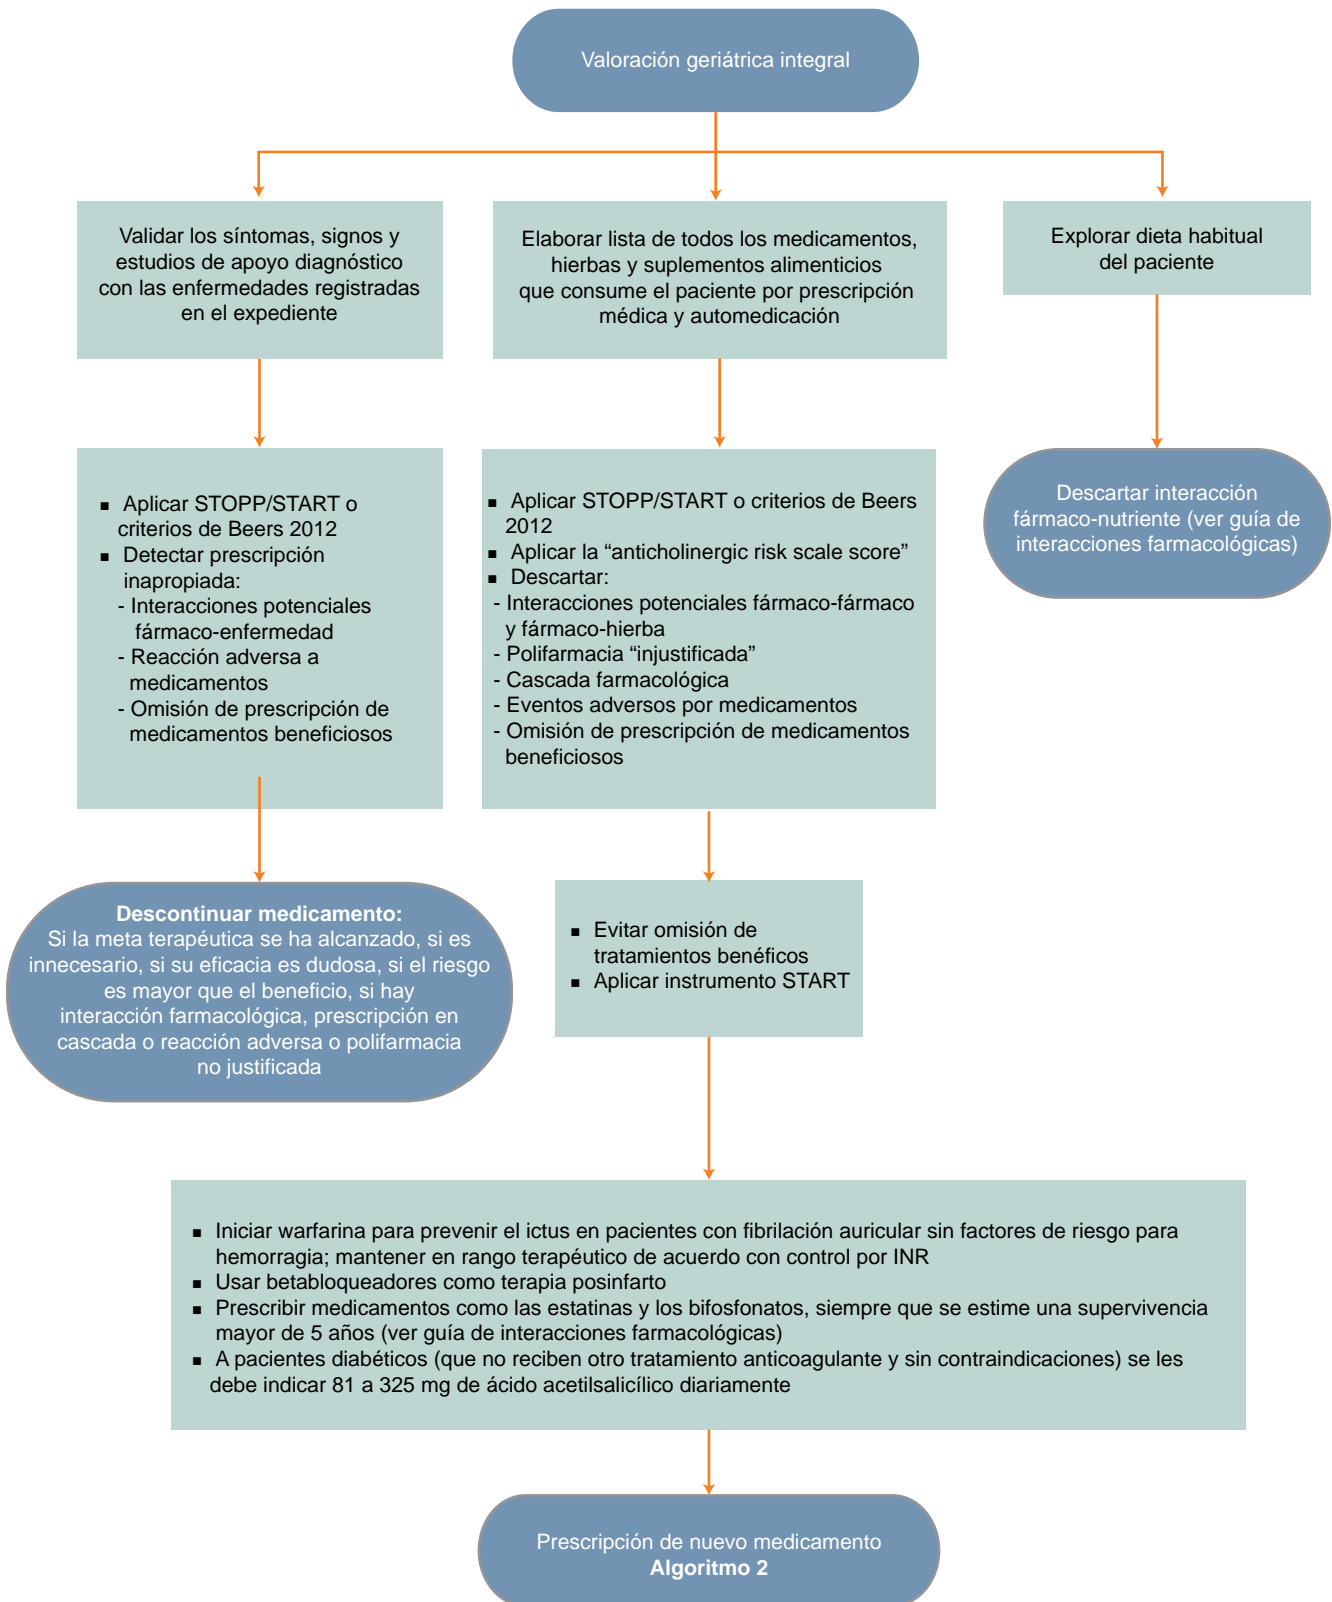 Valoración geriátrica integral
Validar los síntomas, signos y
estudios de apoyo diagnóstico
con las enfermedades registradas
en el expediente
Elaborar lista de todos los medicamentos,
hierbas y suplementos alimenticios
que consume el paciente por prescripción
médica y automedicación
Explorar dieta habitual
del paciente
■ Aplicar STOPP/START o
criterios de Beers 2012
■ Detectar prescripción
inapropiada:
- Interacciones potenciales
fármaco-enfermedad
- Reacción adversa a
medicamentos
- Omisión de prescripción de
medicamentos beneficiosos
■ Aplicar STOPP/START o criterios de Beers
2012
■ Aplicar la “anticholinergic risk scale score”
■ Descartar:
- Interacciones potenciales fármaco-fármaco
y fármaco-hierba
- Polifarmacia “injustificada”
- Cascada farmacológica
- Eventos adversos por medicamentos
- Omisión de prescripción de medicamentos
beneficiosos
Descartar interacción
fármaco-nutriente (ver guía de
interacciones farmacológicas)
Descontinuar medicamento:
Si la meta terapéutica se ha alcanzado, si es
innecesario, si su eficacia es dudosa, si el riesgo
es mayor que el beneficio, si hay
interacción farmacológica, prescripción en
cascada o reacción adversa o polifarmacia
no justificada
■ Evitar omisión de
tratamientos benéficos
■ Aplicar instrumento START
■ Iniciar warfarina para prevenir el ictus en pacientes con fibrilación auricular sin factores de riesgo para
hemorragia; mantener en rango terapéutico de acuerdo con control por INR
■ Usar betabloqueadores como terapia posinfarto
■ Prescribir medicamentos como las estatinas y los bifosfonatos, siempre que se estime una supervivencia
mayor de 5 años (ver guía de interacciones farmacológicas)
■ A pacientes diabéticos (que no reciben otro tratamiento anticoagulante y sin contraindicaciones) se les
debe indicar 81 a 325 mg de ácido acetilsalicílico diariamente
Prescripción de nuevo medicamento
Algoritmo 2